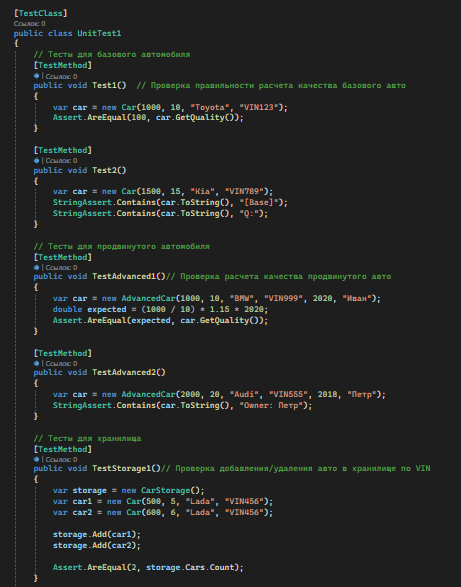 [TestClass]
Ссылок: 0
public class UnitTest1
{
// Тесты для базового автомобиля
[TestMethod]
| Ссылок: 0
public void Test1()  // Проверка правильности расчета качества базового авто
{
var car = new Car(1000, 10, "Toyota", "VIN123");
Assert.AreEqual(100, car.GetQuality());
}
[TestMethod]
| Ссылок: 0
public void Test2()
{
var car = new Car(1500, 15, "Kia", "VIN789");
StringAssert.Contains(car.ToString(), "[Base]");
StringAssert.Contains(car.ToString(), "Q:");
}
// Тесты для продвинутого автомобиля
[TestMethod]
| Ссылок: 0
public void TestAdvanced1()// Проверка расчета качества продвинутого авто
{
var car = new AdvancedCar(1000, 10, "BMW", "VIN999", 2020, "Иван");
double expected = (1000 / 10) * 1.15 * 2020;
Assert.AreEqual(expected, car.GetQuality());
}
[TestMethod]
| Ссылок: 0
public void TestAdvanced2()
{
var car = new AdvancedCar(2000, 20, "Audi", "VIN555", 2018, "Петр");
StringAssert.Contains(car.ToString(), "Owner: Петр");
}
// Тесты для хранилища
[TestMethod]
| Ссылок: 0
public void TestStorage1()// Проверка добавления/удаления авто в хранилище по VIN
{
var storage = new CarStorage();
var car1 = new Car(500, 5, "Lada", "VIN456");
var car2 = new Car(600, 6, "Lada", "VIN456");
storage.Add(car1);
storage.Add(car2);
Assert.AreEqual(2, storage.Cars.Count);
}